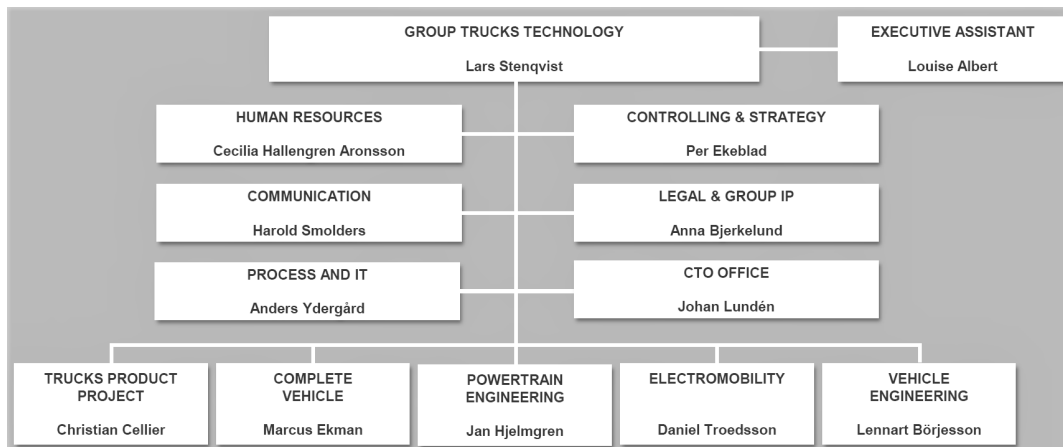 GROUP TRUCKS TECHNOLOGY
Lars Stenqvist
EXECUTIVE ASSISTANT
Louise Albert
HUMAN RESOURCES
Cecilia Hallengren Aronsson
CONTROLLING & STRATEGY
Per Ekeblad
COMMUNICATION
Harold Smolders
LEGAL & GROUP IP
Anna Bjerkelund
PROCESS AND IT
Anders Ydergård
CTO OFFICE
Johan Lundén
TRUCKS PRODUCT
PROJECT
Christian Cellier
COMPLETE
VEHICLE
Marcus Ekman
POWERTRAIN
ENGINEERING
Jan Hjelmgren
ELECTROMOBILITY
Daniel Troedsson
VEHICLE
ENGINEERING
Lennart Börjesson